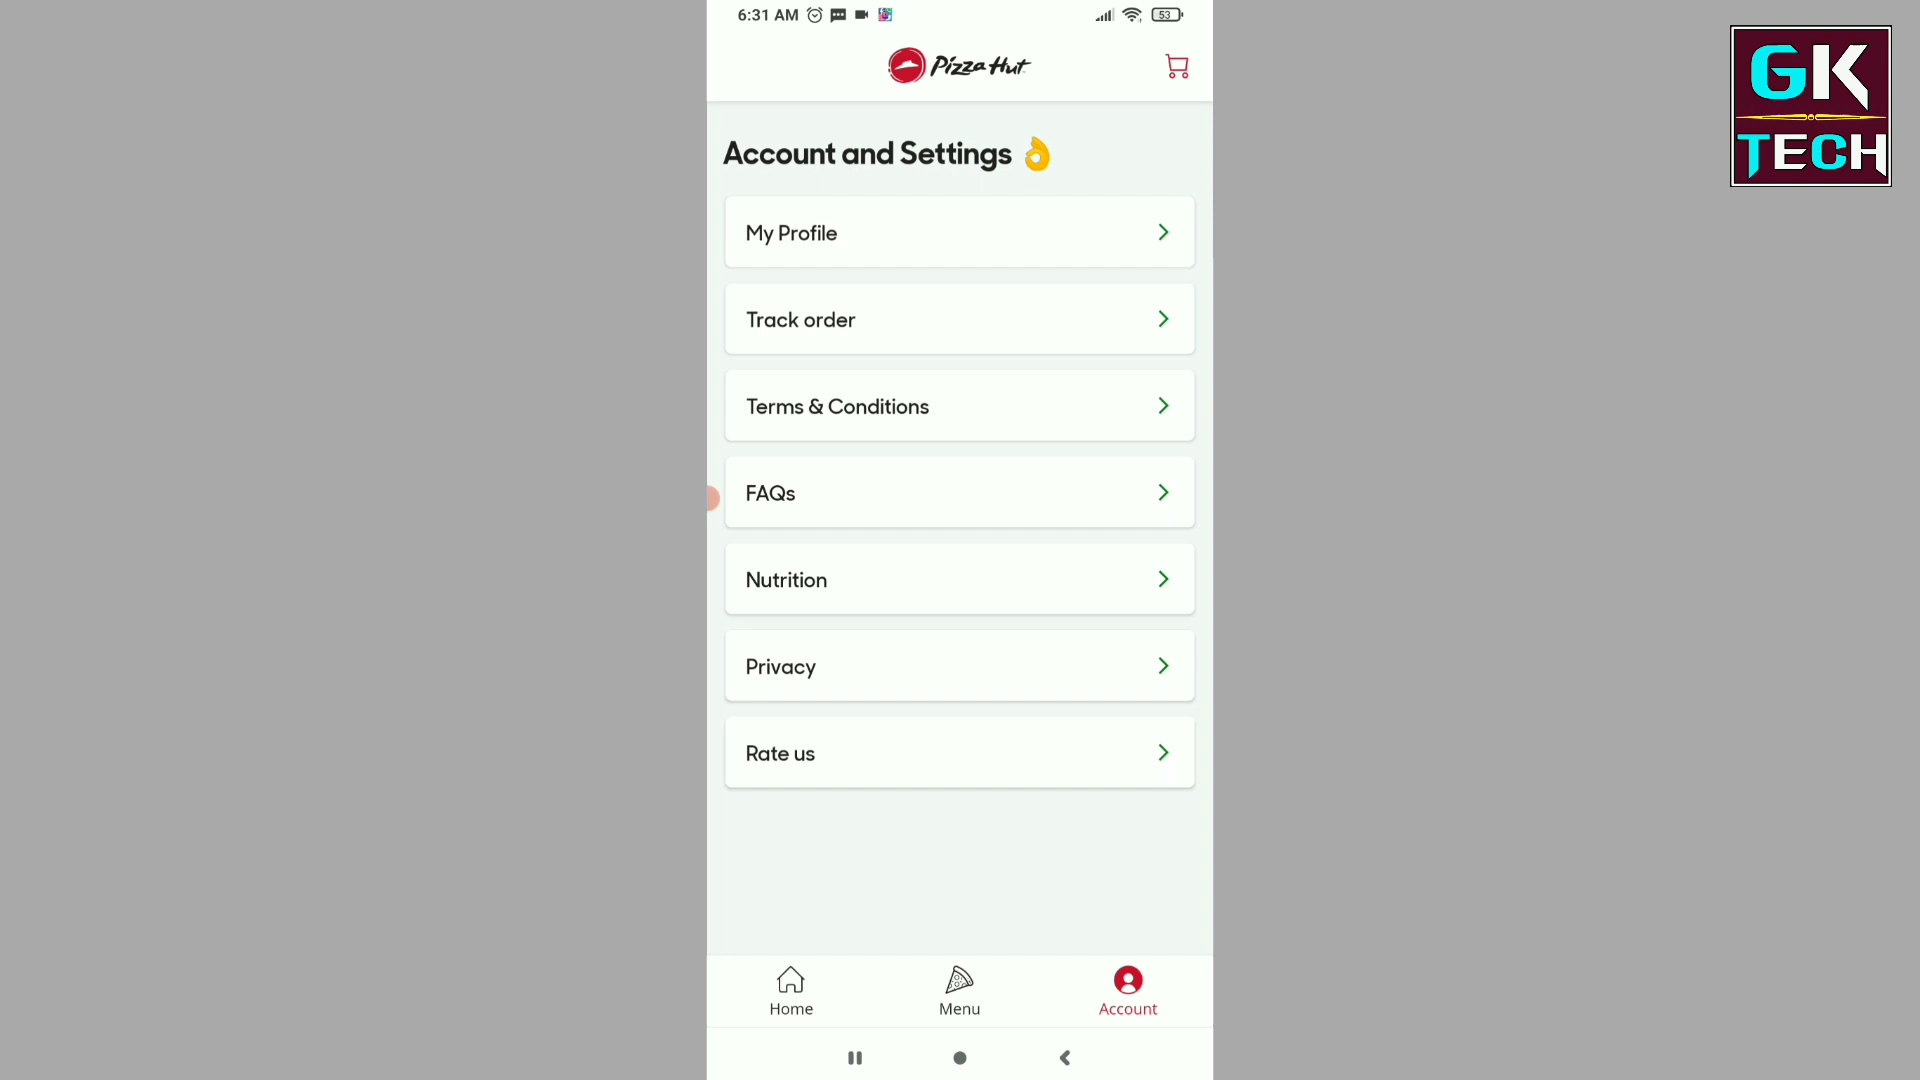 6:31 AM
53
Pizza Hut
GK
TECH
Account and Settings 👌
My Profile
Track order
Terms & Conditions
FAQs
Nutrition
Privacy
Rate us
Home
Menu
Account